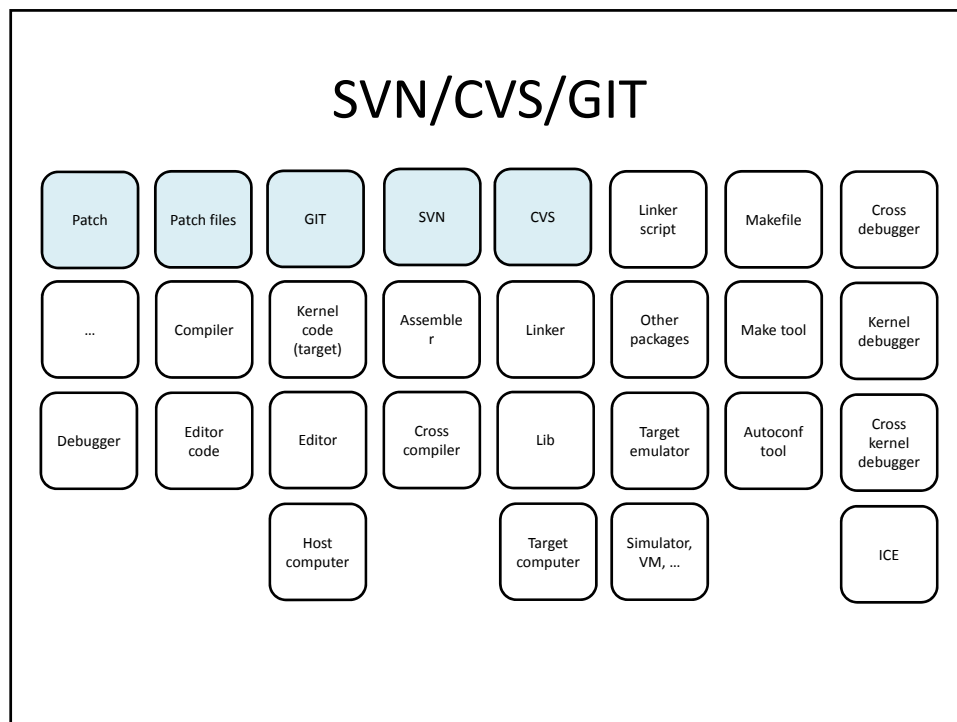 SVN/CVS/GIT
Patch
Patch files
GIT
SVN
CVS
Linker
script
Makefile
Cross
debugger
…
Compiler
Kernel
code
(target)
Assemble
r
Linker
Other
packages
Make tool
Kernel
debugger
Debugger
Editor
code
Editor
Cross
compiler
Lib
Target
emulator
Autoconf
tool
Cross
kernel
debugger
Host
computer
Target
computer
Simulator,
VM, …
ICE